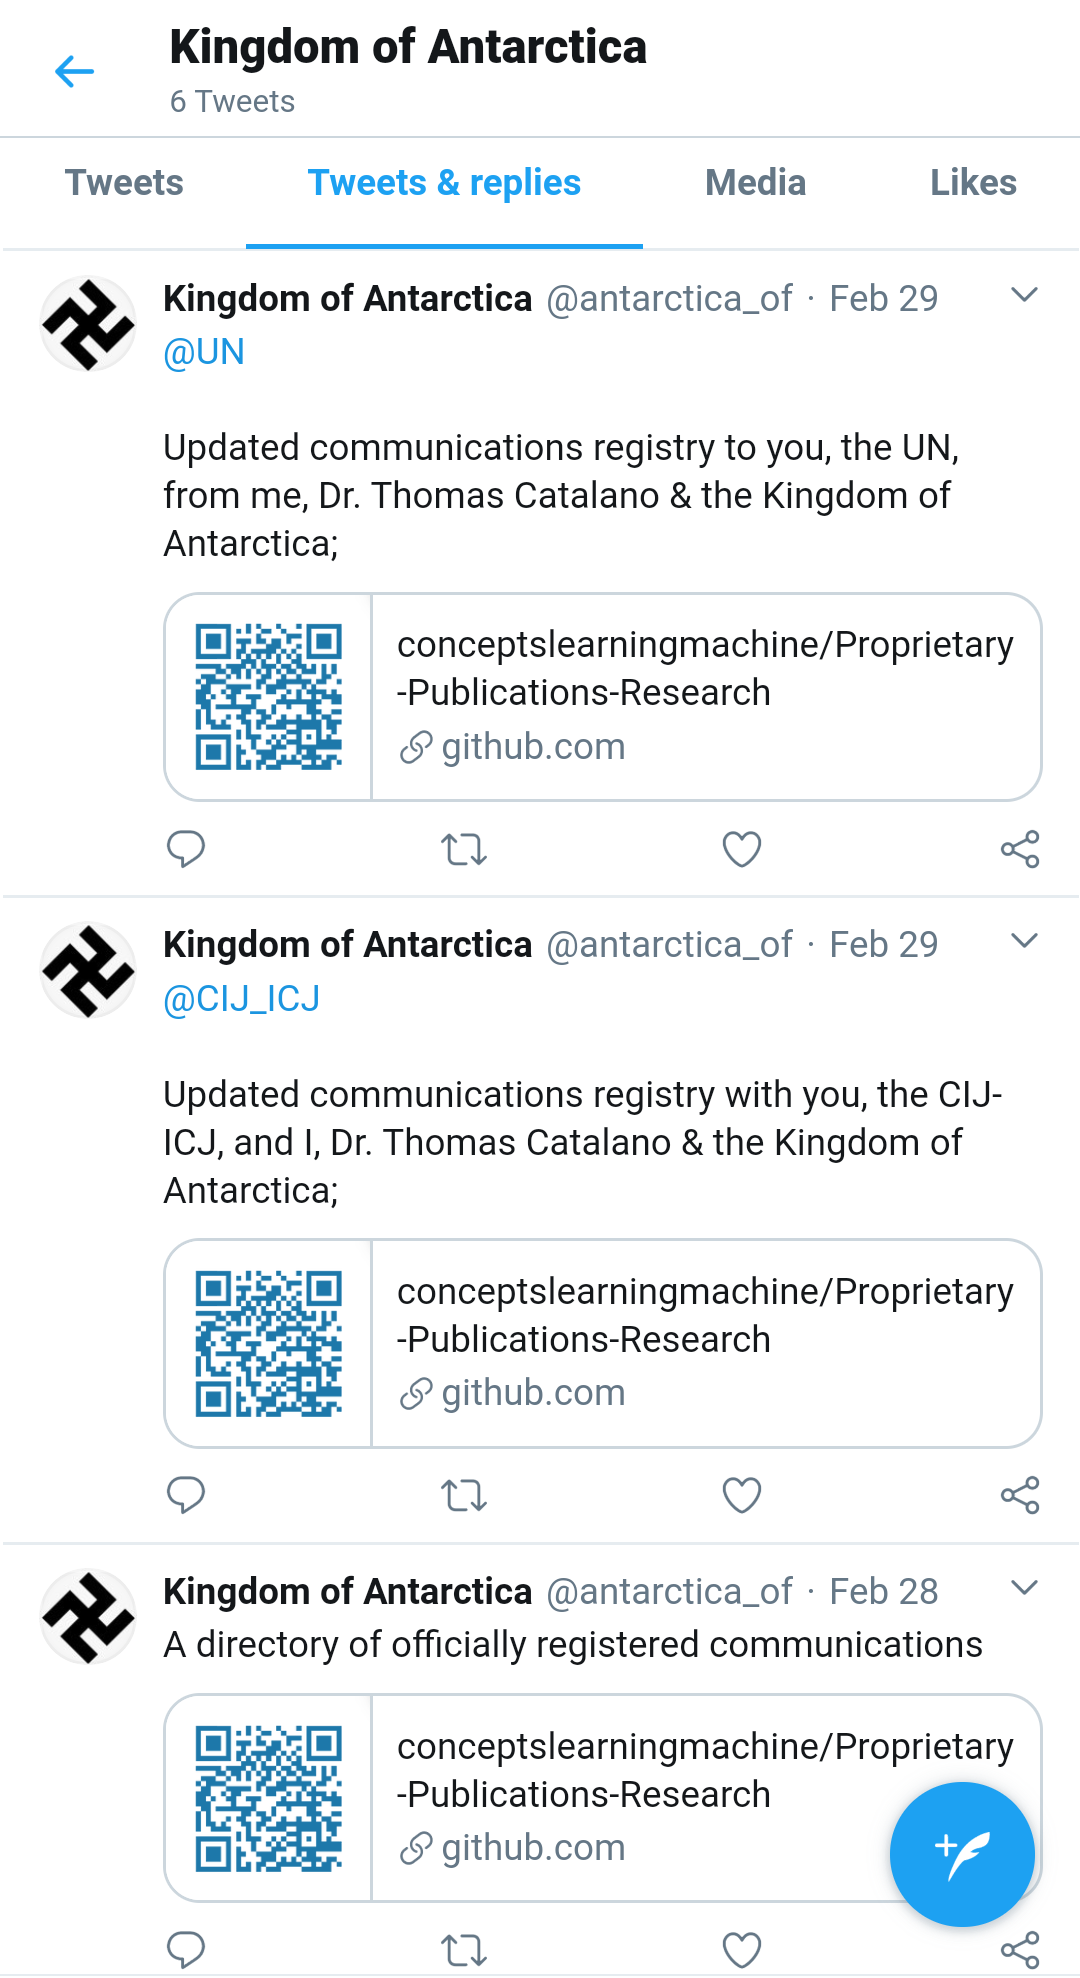 Kingdom of Antarctica
6 Tweets
Tweets Tweets & replies Media Likes
Kingdom of Antarctica @antarctica_of · Feb 29
@UN
Updated communications registry to you, the UN,
from me, Dr. Thomas Catalano & the Kingdom of
Antarctica;
conceptslearningmachine/Proprietary
-Publications-Research
github.com
Kingdom of Antarctica @antarctica_of · Feb 29
@CIJ_ICJ
Updated communications registry with you, the CIJ-
ICJ, and I, Dr. Thomas Catalano & the Kingdom of
Antarctica;
conceptslearningmachine/Proprietary
-Publications-Research
github.com
Kingdom of Antarctica @antarctica_of · Feb 28
A directory of officially registered communications
conceptslearningmachine/Proprietary
-Publications-Research
github.com